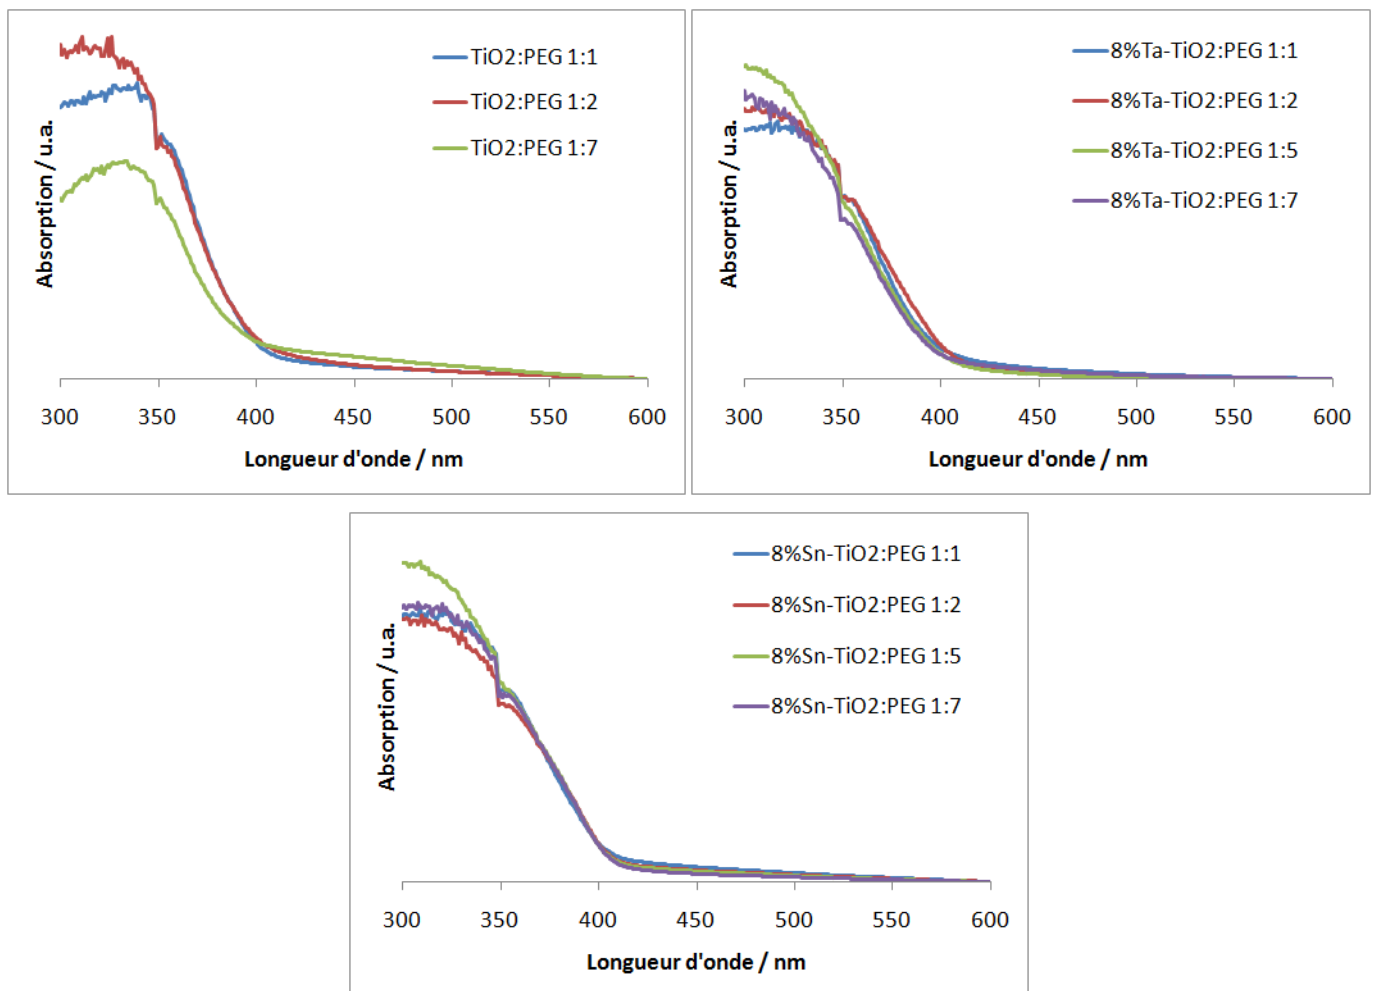 Absorption / u.a.
TiO2:PEG 1:1
TiO2:PEG 1:2
TiO2:PEG 1:7
300 350 400 450 500 550 600
Longueur d'onde / nm
Absorption / u.a.
8%Ta-TiO2:PEG 1:1
8%Ta-TiO2:PEG 1:2
8%Ta-TiO2:PEG 1:5
8%Ta-TiO2:PEG 1:7
300 350 400 450 500 550 600
Longueur d'onde / nm
Absorption / u.a.
8%Sn-TiO2:PEG 1:1
8%Sn-TiO2:PEG 1:2
8%Sn-TiO2:PEG 1:5
8%Sn-TiO2:PEG 1:7
300 350 400 450 500 550 600
Longueur d'onde / nm